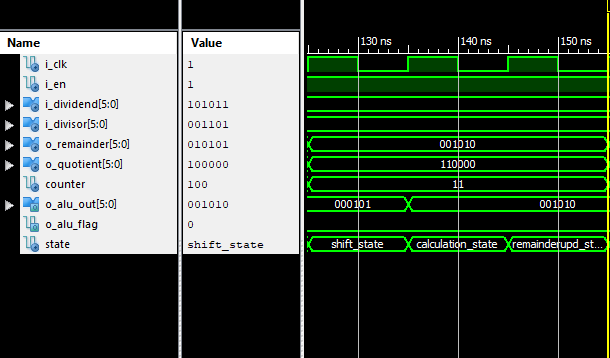 Name Value 130 ns 140 ns 150 ns
i_clk 1
i_en 1
i_dividend[5:0] 101011
i_divisor[5:0] 001101
o_remainder[5:0] 010101 001010
o_quotient[5:0] 100000 110000
counter 100 11
o_alu_out[5:0] 001010 000101 001010
o_alu_flag 0
state shift_state shift_state calculation_state remainderupd_st...